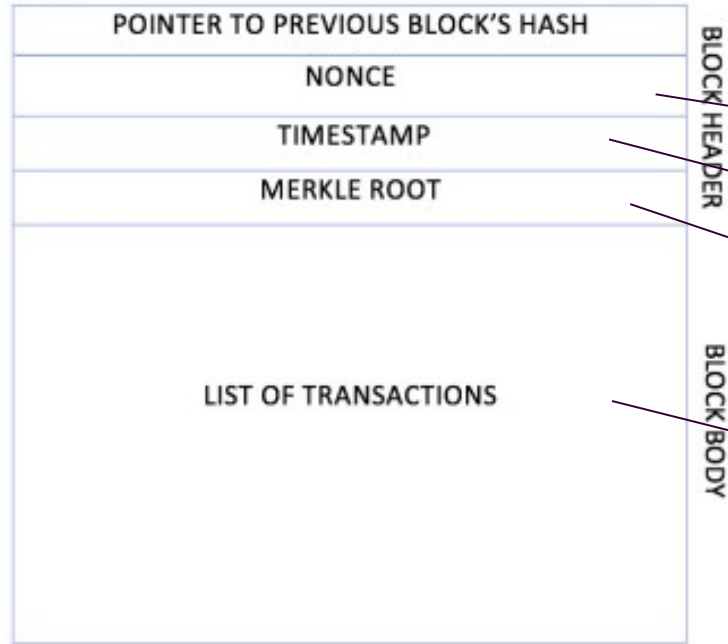 POINTER TO PREVIOUS BLOCK'S HASH
NONCE
TIMESTAMP
MERKLE ROOT
BLOCK HEADER
LIST OF TRANSACTIONS
BLOCK BODY